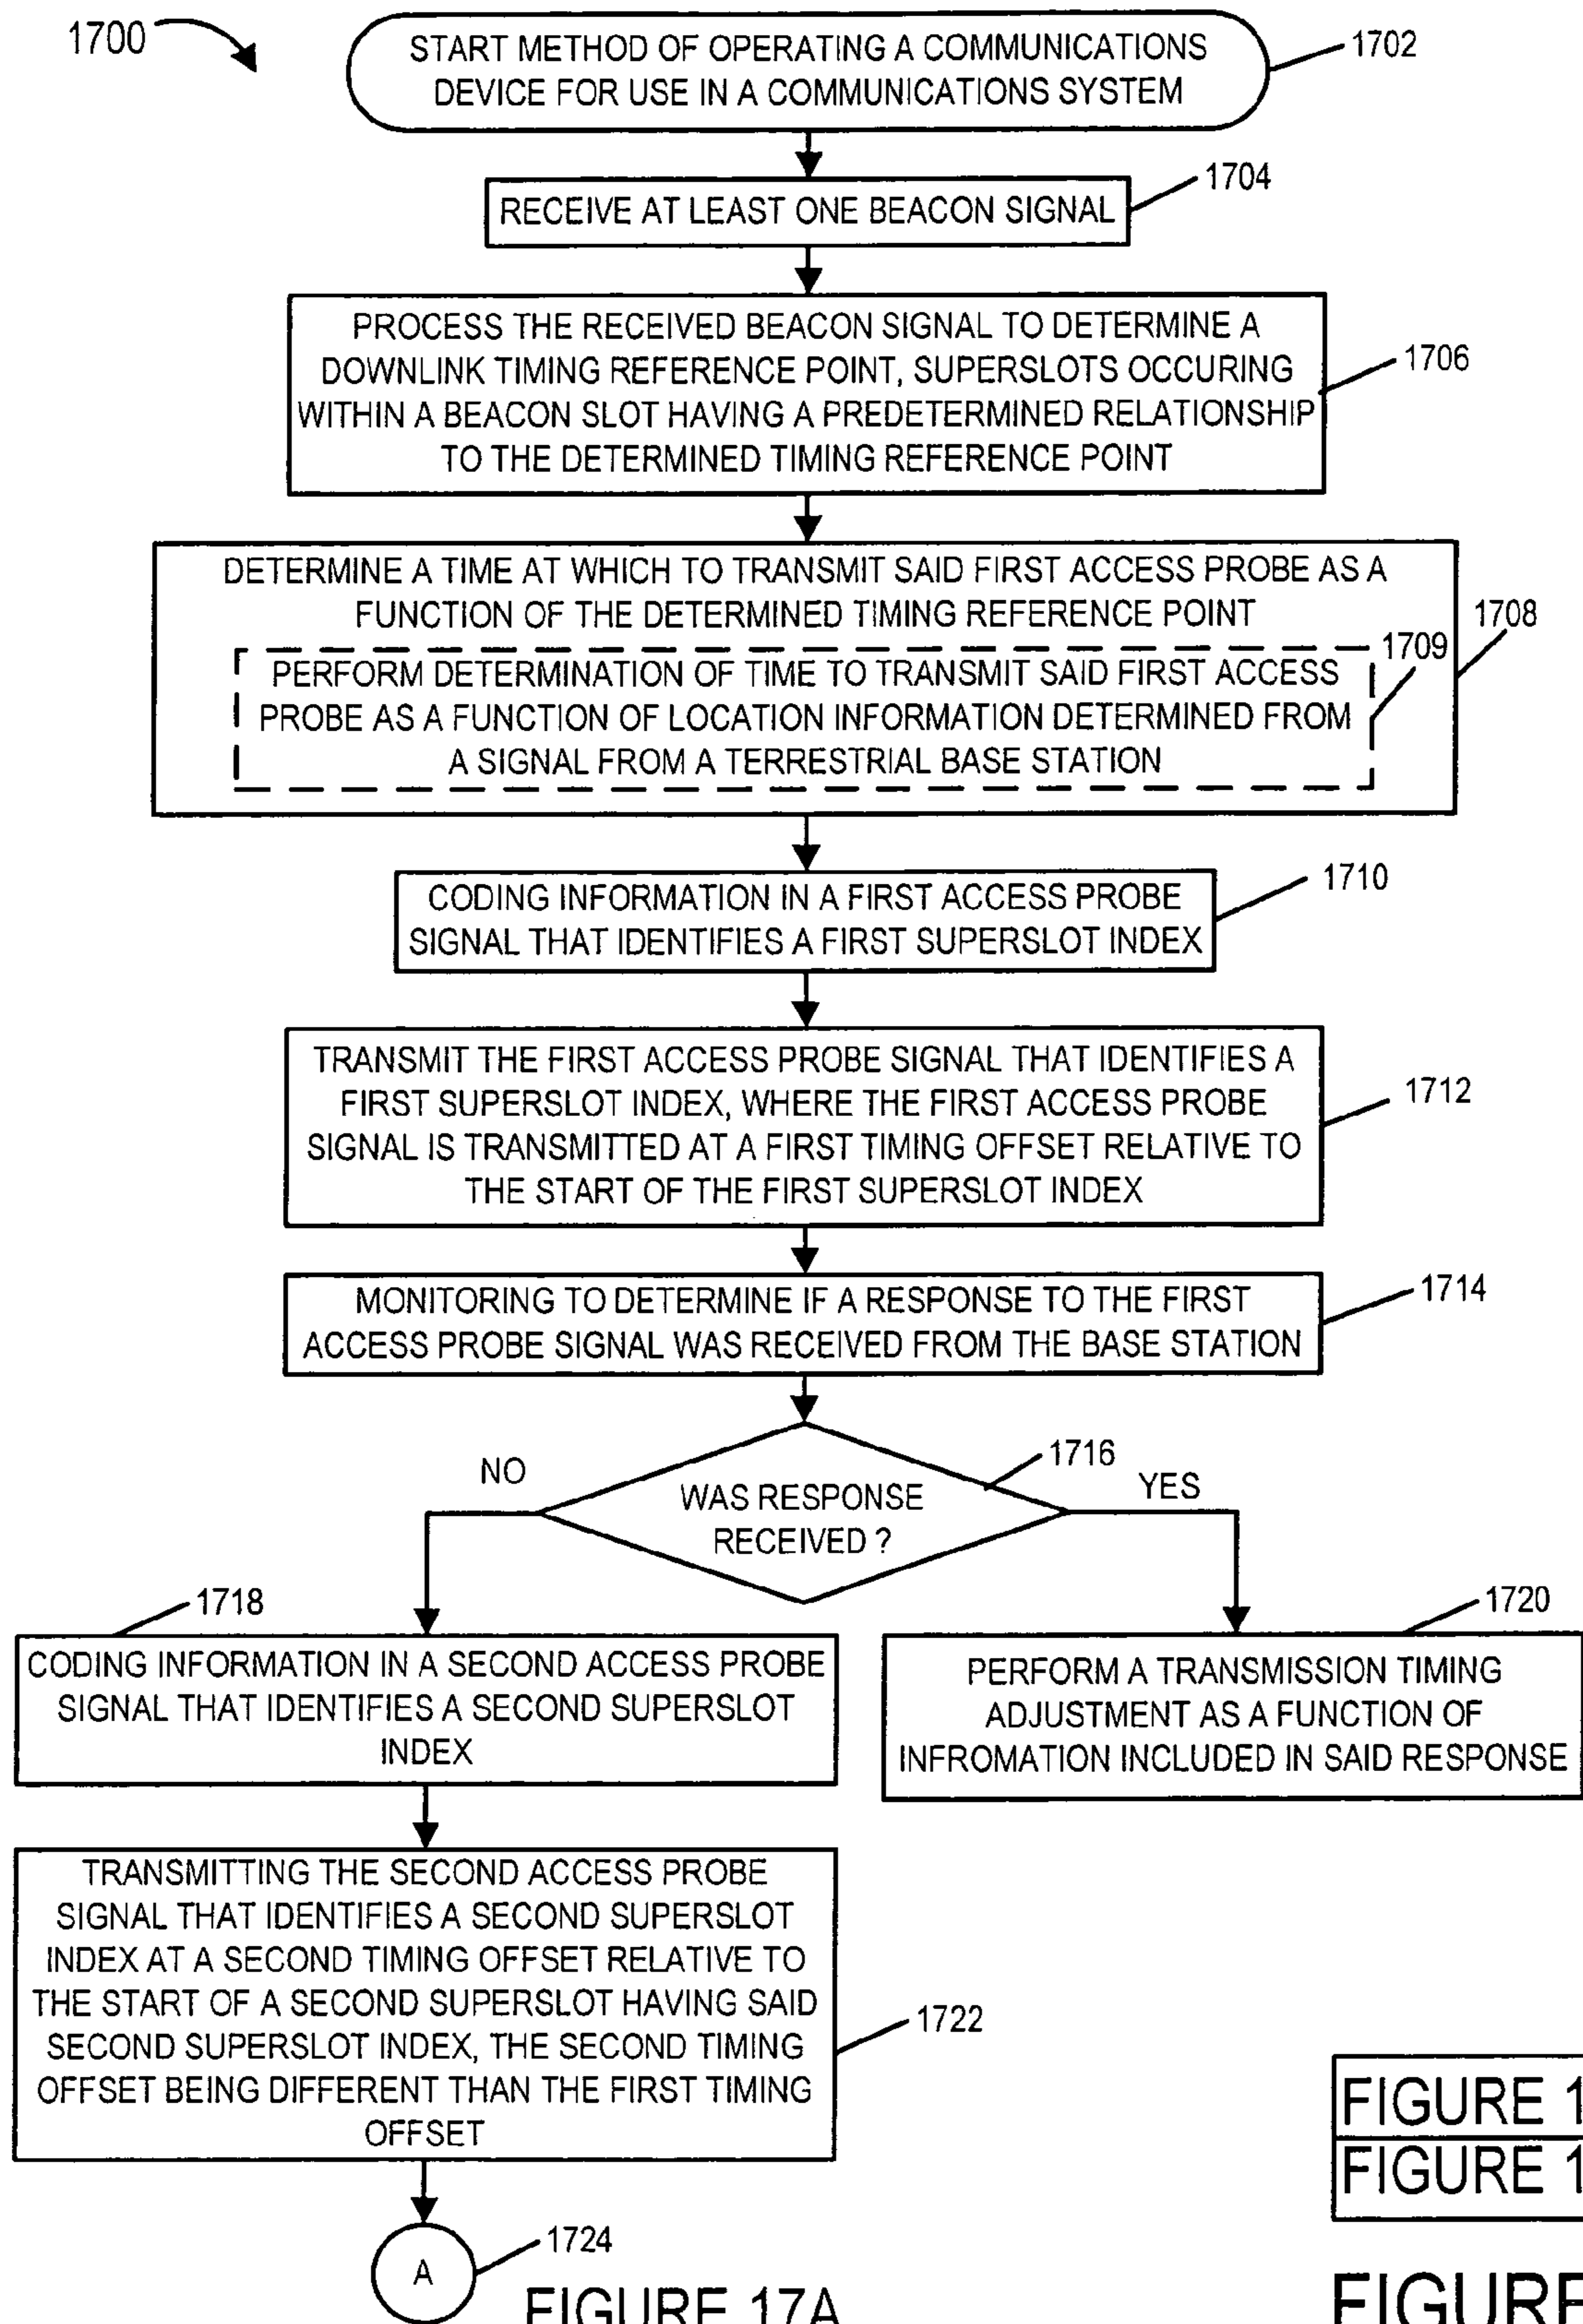 1700
START METHOD OF OPERATING A COMMUNICATIONS
DEVICE FOR USE IN A COMMUNICATIONS SYSTEM
1702
RECEIVE AT LEAST ONE BEACON SIGNAL
1704
PROCESS THE RECEIVED BEACON SIGNAL TO DETERMINE A
DOWNLINK TIMING REFERENCE POINT, SUPERSLOTS OCCURING
WITHIN A BEACON SLOT HAVING A PREDETERMINED RELATIONSHIP
TO THE DETERMINED TIMING REFERENCE POINT
1706
DETERMINE A TIME AT WHICH TO TRANSMIT SAID FIRST ACCESS PROBE AS A
FUNCTION OF THE DETERMINED TIMING REFERENCE POINT
1708
1709
PERFORM DETERMINATION OF TIME TO TRANSMIT SAID FIRST ACCESS
PROBE AS A FUNCTION OF LOCATION INFORMATION DETERMINED FROM
A SIGNAL FROM A TERRESTRIAL BASE STATION
CODING INFORMATION IN A FIRST ACCESS PROBE
SIGNAL THAT IDENTIFIES A FIRST SUPERSLOT INDEX
1710
TRANSMIT THE FIRST ACCESS PROBE SIGNAL THAT IDENTIFIES A
FIRST SUPERSLOT INDEX, WHERE THE FIRST ACCESS PROBE
SIGNAL IS TRANSMITTED AT A FIRST TIMING OFFSET RELATIVE TO
THE START OF THE FIRST SUPERSLOT INDEX
1712
MONITORING TO DETERMINE IF A RESPONSE TO THE FIRST
ACCESS PROBE SIGNAL WAS RECEIVED FROM THE BASE STATION
1714
WAS RESPONSE
RECEIVED ?
1716
NO
YES
1718
CODING INFORMATION IN A SECOND ACCESS PROBE
SIGNAL THAT IDENTIFIES A SECOND SUPERSLOT
INDEX
1720
PERFORM A TRANSMISSION TIMING
ADJUSTMENT AS A FUNCTION OF
INFROMATION INCLUDED IN SAID RESPONSE
TRANSMITTING THE SECOND ACCESS PROBE
SIGNAL THAT IDENTIFIES A SECOND SUPERSLOT
INDEX AT A SECOND TIMING OFFSET RELATIVE TO
THE START OF A SECOND SUPERSLOT HAVING SAID
SECOND SUPERSLOT INDEX, THE SECOND TIMING
OFFSET BEING DIFFERENT THAN THE FIRST TIMING
OFFSET
1722
A
1724
FIGURE 17A
FIGURE 1
FIGURE 1
FIGURE